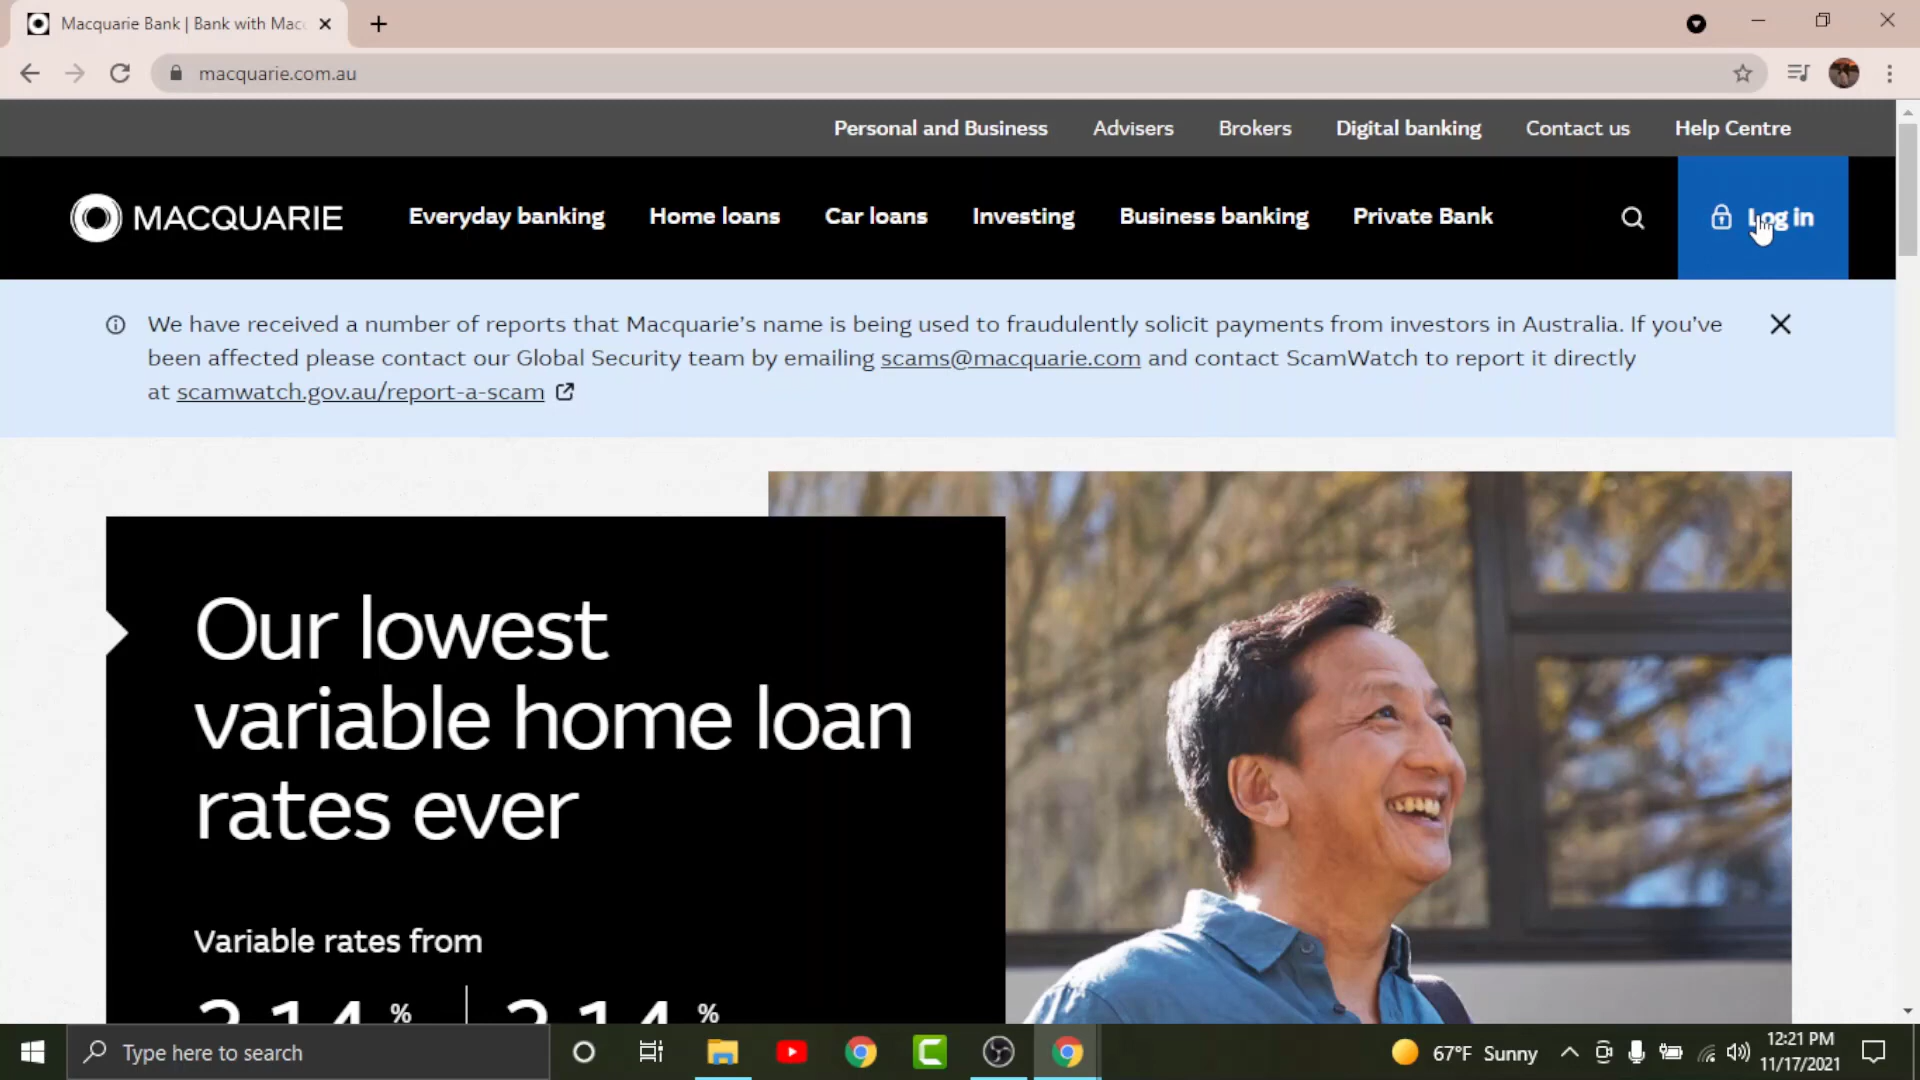 Macquarie Bank | Bank with Macc
macquarie.com.au
Personal and Business Advisers Brokers Digital banking Contact us Help Centre
MACQUARIE Everyday banking Home loans Car loans Investing Business banking Private Bank Log in
We have received a number of reports that Macquarie’s name is being used to fraudulently solicit payments from investors in Australia. If you’ve
been affected please contact our Global Security team by emailing scams@macquarie.com and contact ScamWatch to report it directly
at scamwatch.gov.au/report-a-scam
Our lowest
variable home loan
rates ever
Variable rates from
% %
Type here to search
67°F Sunny
12:21 PM
11/17/2021